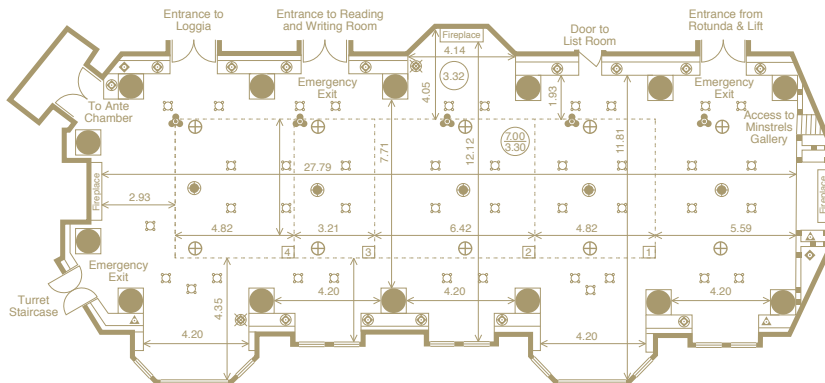 Entrance to
Loggia
Entrance to Reading
and Writing Room
Fireplace
Door to
List Room
Entrance from
Rotunda & Lift
4.14
3.32
4.05
Emergency
Exit
1.93
Emergency
Exit
To Ante
Chamber
Access to
Minstrels
Gallery
7.00
3.30
7.71
12.12
11.81
27.79
Fireplace
Fireplace
2.93
4.82
3.21
6.42
4.82
5.59
4
3
2
1
Emergency
Exit
Turret
Staircase
4.35
4.20
4.20
4.20
4.20
4.20